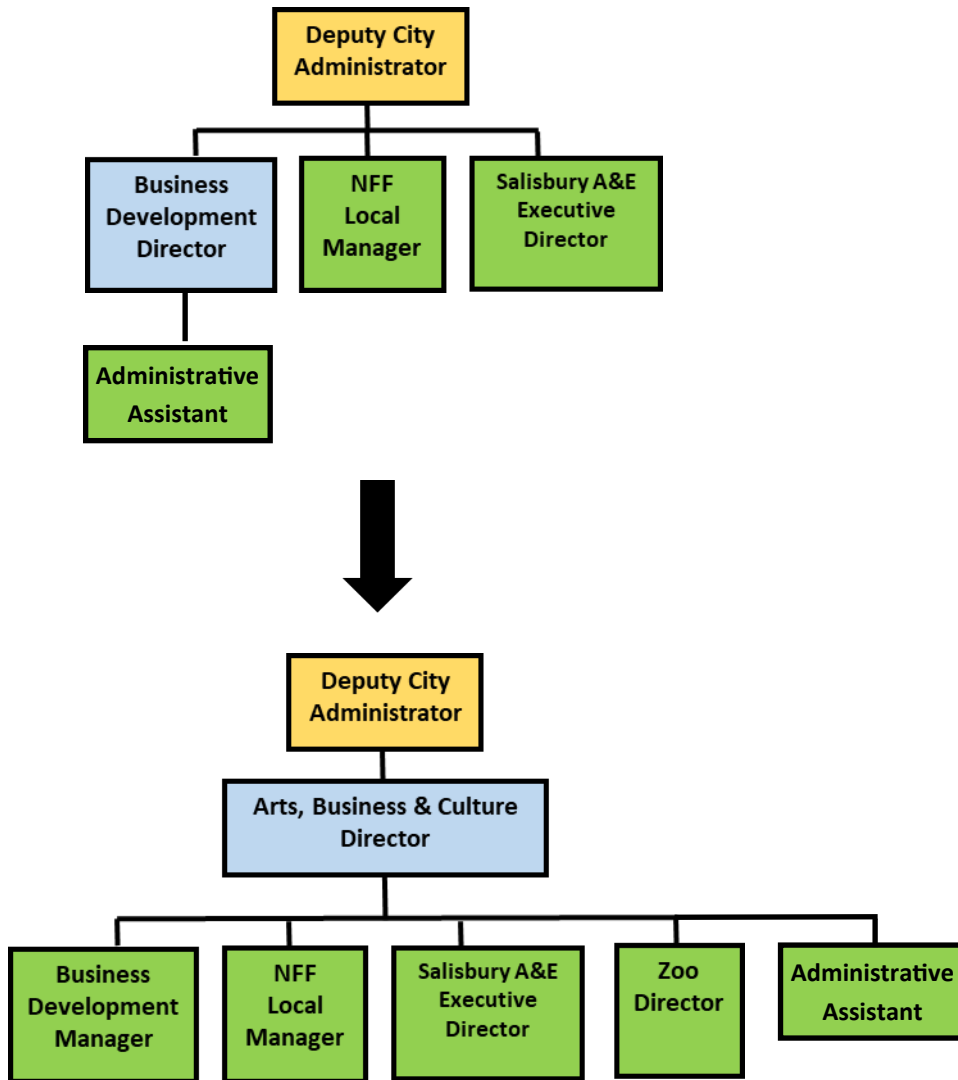 Deputy City
Administrator
Business
Development
Director
NFF
Local
Manager
Salisbury A&E
Executive
Director
Administrative
Assistant
Deputy City
Administrator
Arts, Business & Culture
Director
Business
Development
Manager
NFF
Local
Manager
Salisbury A&E
Executive
Director
Zoo
Director
Administrative
Assistant